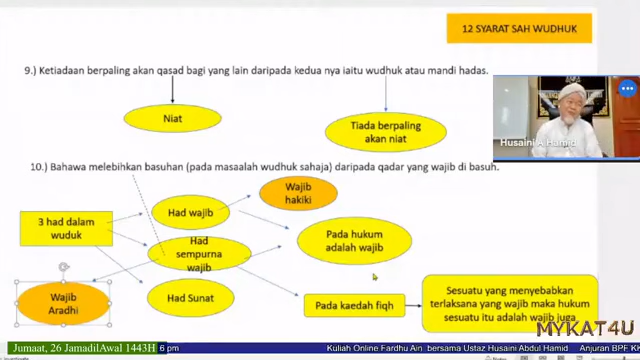 12 SYARAT SAH WUDHUK
9.) Ketiadaan berpaling akan qasad bagi yang lain daripada kedua nya iaitu wudhuk atau mandi hadas.
Niat
Tiada berpaling
akan niat
Husaini A Hamid
10.) Bahawa melebihkan basuhan (pada masaalah wudhuk sahaja) daripada qadar yang wajib di basuh.
Wajib
hakiki
3 had dalam
wuduk
Had wajib
Pada hukum
adalah wajib
Had
sempurna
wajib
Wajib
Aradhi
Had Sunat
Pada kaedah fiqh
Sesuatu yang menyebabkan
terlaksana yang wajib maka hukum
sesuatu itu adalah wajib juga
MYKAT4U
Jumaat, 26 JamadilAwal 1443H 6 pm
Kuliah Online Fardhu Ain bersama Ustaz Husaini Abdul Hamid Anjuran BPF KK